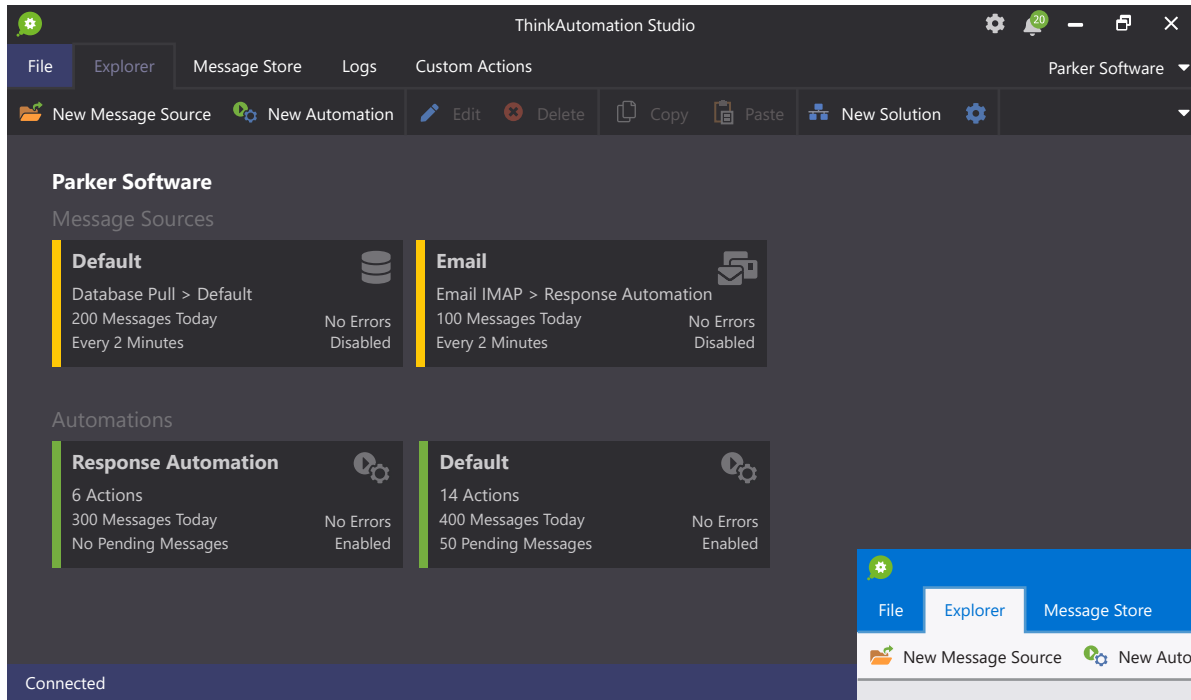 ThinkAutomation Studio
20
File Explorer Message Store Logs Custom Actions Parker Software
New Message Source New Automation Edit Delete Copy Paste New Solution
Parker Software
Message Sources
Default
Database Pull > Default
200 Messages Today No Errors
Every 2 Minutes Disabled
Email
Email IMAP > Response Automation
100 Messages Today No Errors
Every 2 Minutes Disabled
Automations
Response Automation
6 Actions
300 Messages Today No Errors
No Pending Messages Enabled
Default
14 Actions
400 Messages Today No Errors
50 Pending Messages Enabled
File Explorer Message Store
New Message Source New Auto
Connected